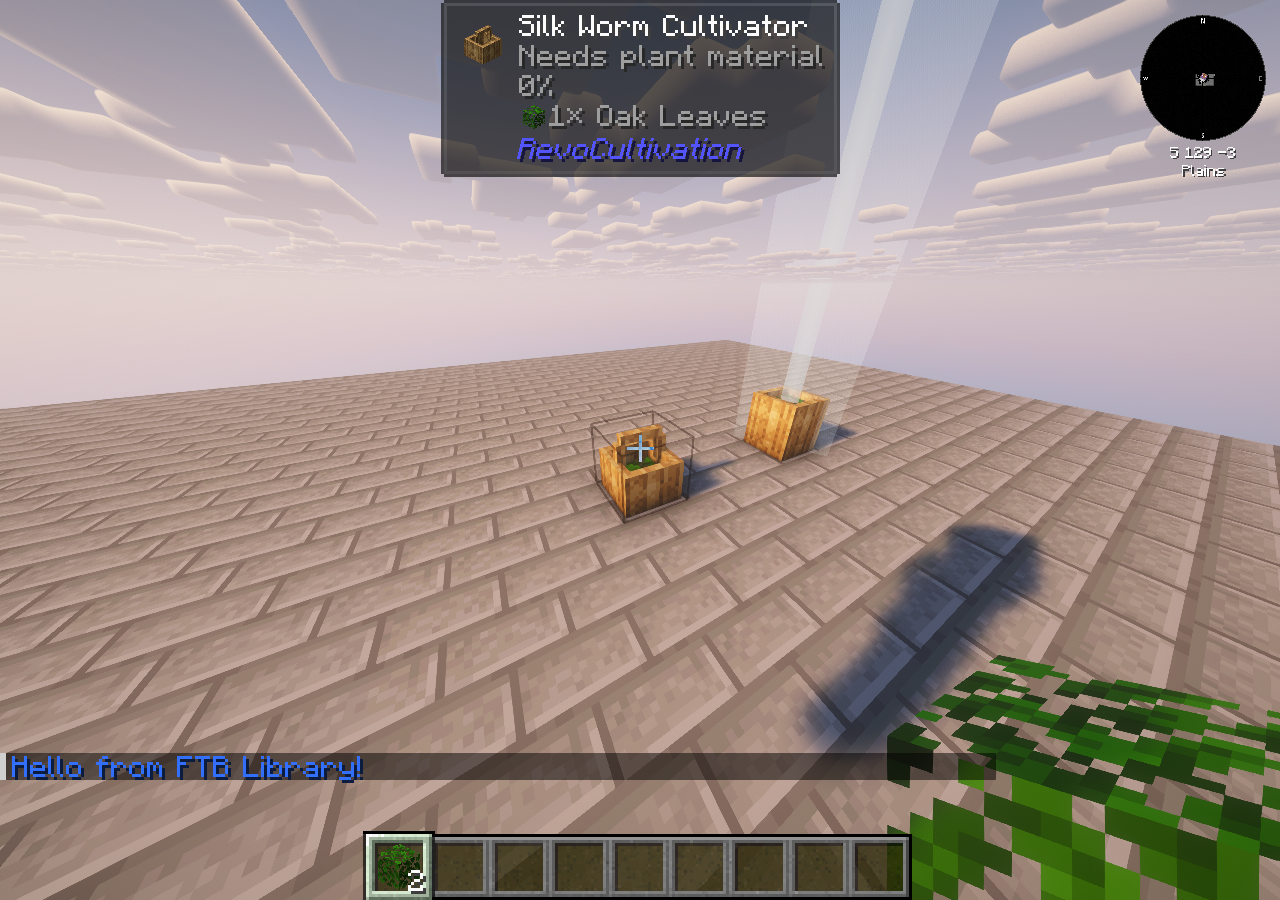 Silk Worm Cultivator
Needs plant material
0%
1× Oak Leaves
RevoCultivation
N
W
E
S
5 129 -3
Plains
Hello from FTB Library!
2